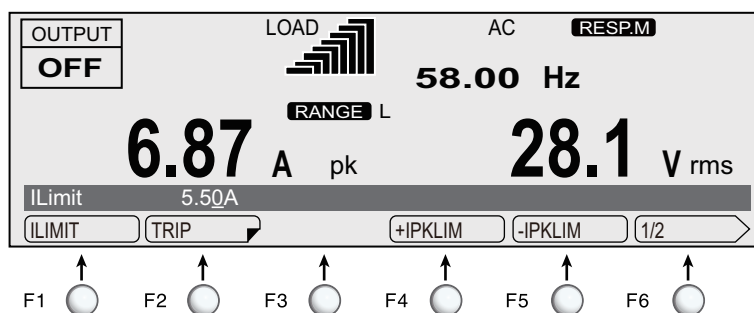 OUTPUT
OFF
LOAD
AC RESP.M
58.00 Hz
RANGE L
6.87 A pk
28.1 V rms
ILimit 5.50A
ILIMIT TRIP +IPKLIM -IPKLIM 1/2
F1 F2 F3 F4 F5 F6